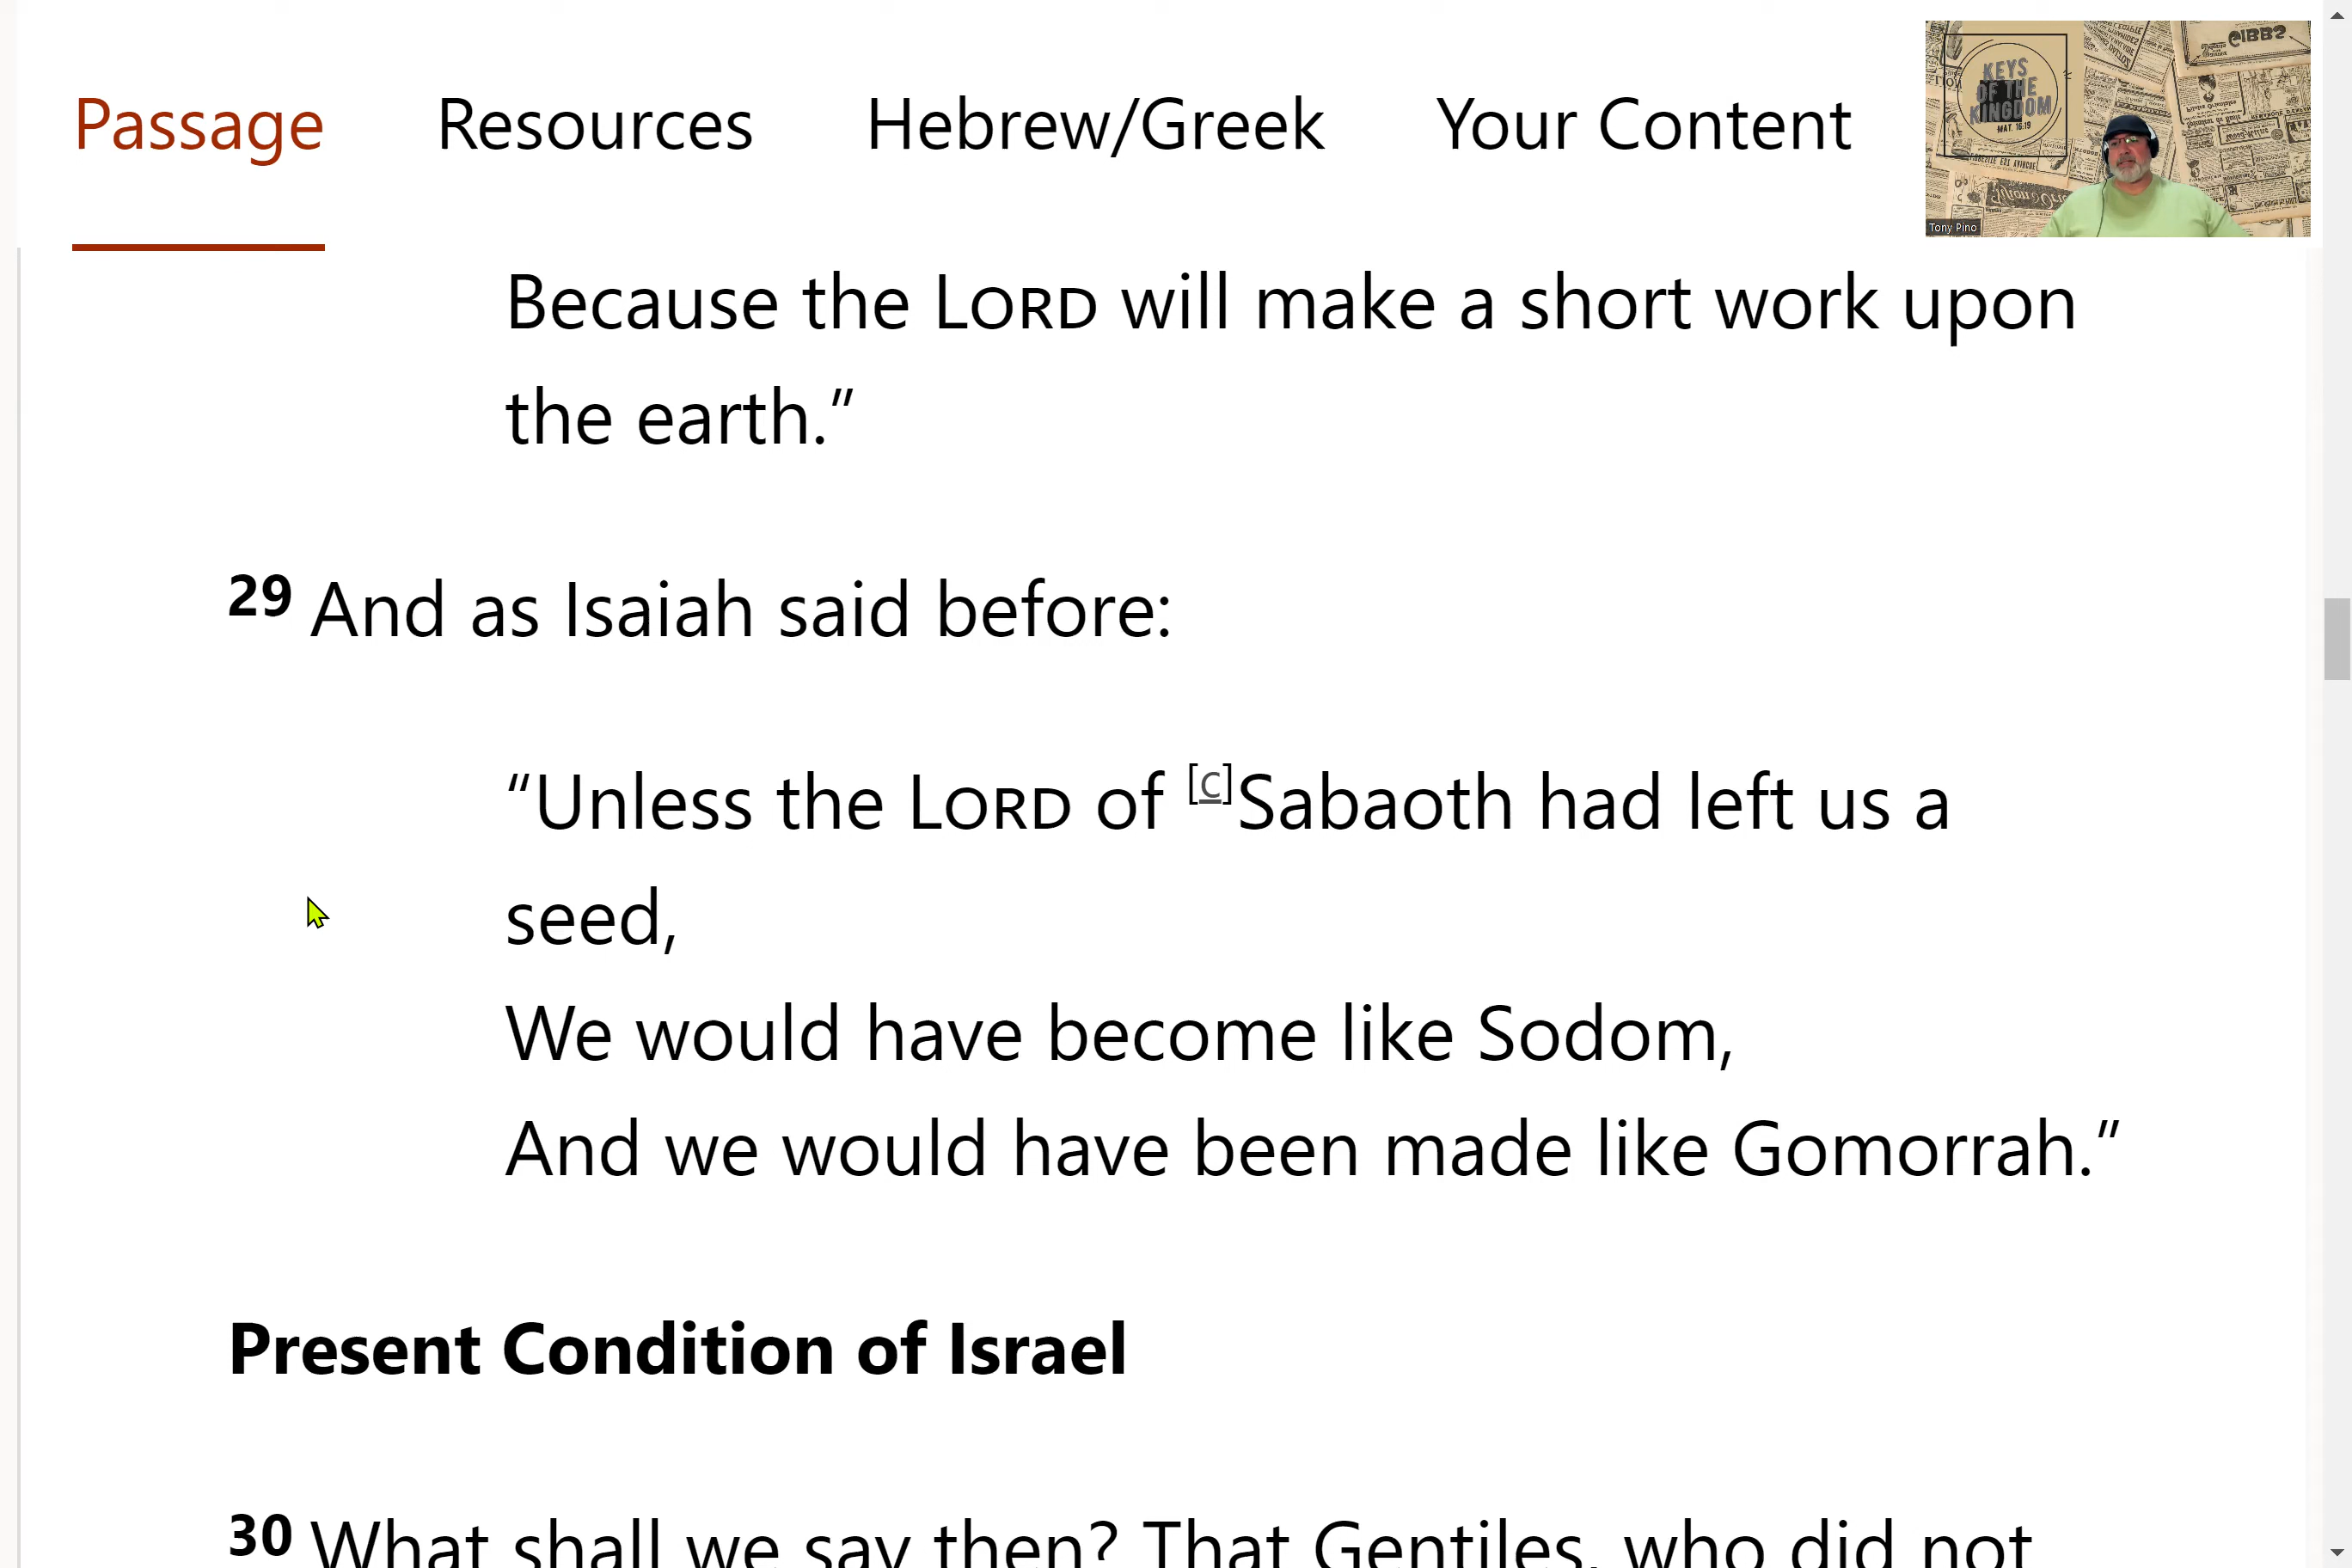 Passage Resources Hebrew/Greek Your Content
KEYS
OF THE
KINGDOM
MAT. 16:19
Tony Pino
Because the LORD will make a short work upon
the earth.”
29 And as Isaiah said before:
“Unless the LORD of [c]Sabaoth had left us a
seed,
We would have become like Sodom,
And we would have been made like Gomorrah.”
Present Condition of Israel
30 What shall we say then? That Gentiles, who did not